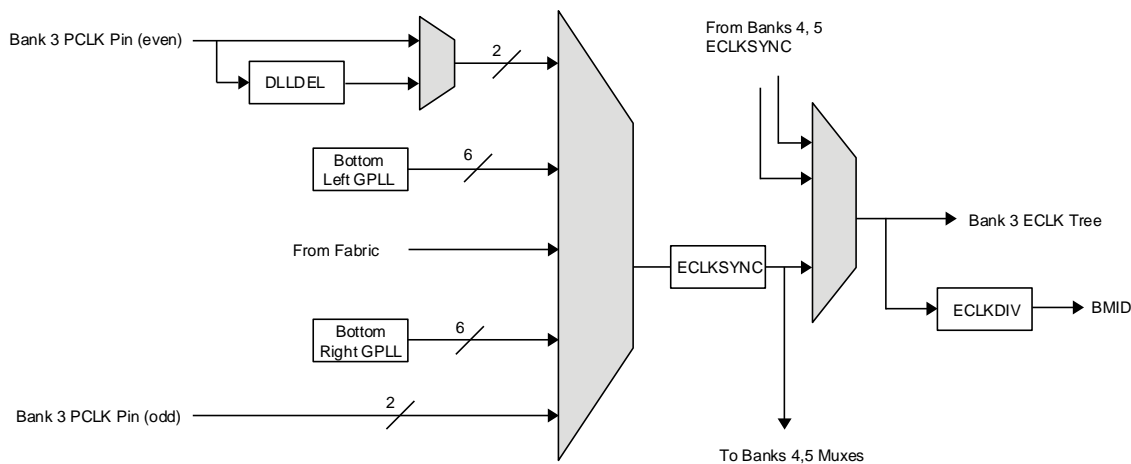 From Banks 4, 5
ECLKSYNC
Bank 3 PCLK Pin (even)
2
DLLDEL
6
Bottom
Left GPLL
From Fabric
Bank 3 ECLK Tree
ECLKSYNC
ECLKDIV
BMID
6
Bottom
Right GPLL
2
Bank 3 PCLK Pin (odd)
To Banks 4,5 Muxes